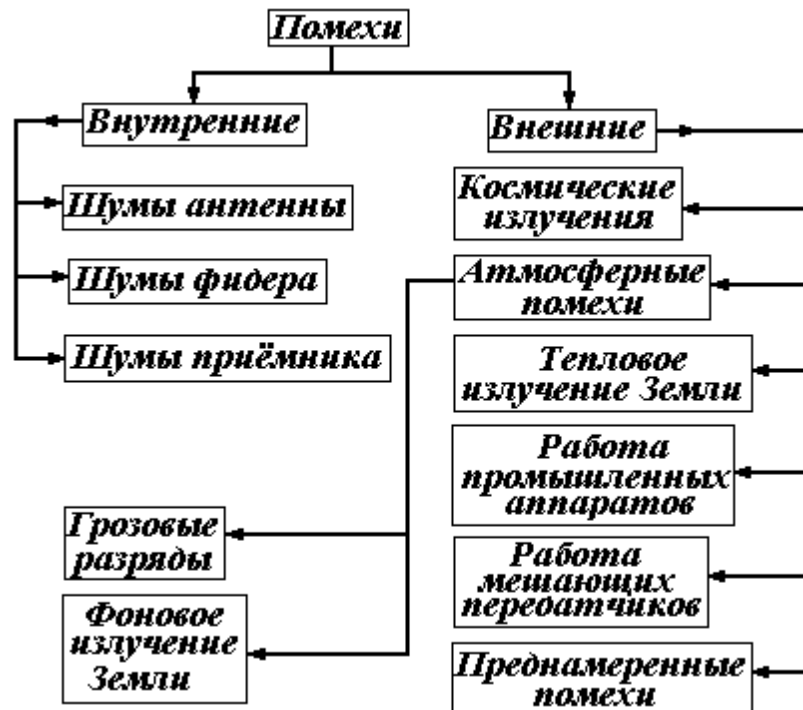 Помехи
Внутренние
Внешние
Шумы антенны
Шумы фидера
Шумы приёмника
Космические
излучения
Атмосферные
помехи
Тепловое
излучение Земли
Работа
промышленных
аппаратов
Работа
мешающих
передатчиков
Преднамеренные
помехи
Грозовые
разряды
Фоновое
излучение
Земли